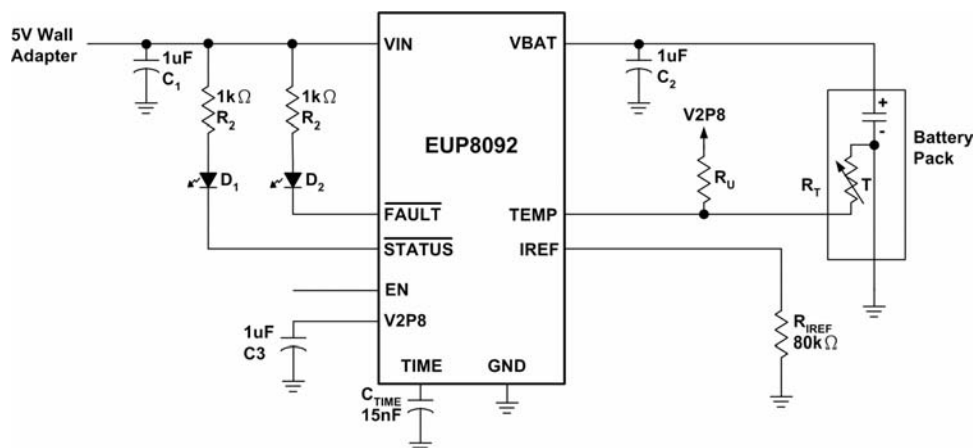 5V Wall
Adapter
1uF
C1
1kΩ
R2
1kΩ
R2
D1
D2
VIN
VBAT
EUP8092
FAULT
STATUS
EN
V2P8
TIME
GND
TEMP
IREF
1uF
C3
CTIME
15nF
1uF
C2
V2P8
RU
RT
T
+
-
Battery
Pack
RIREF
80kΩ